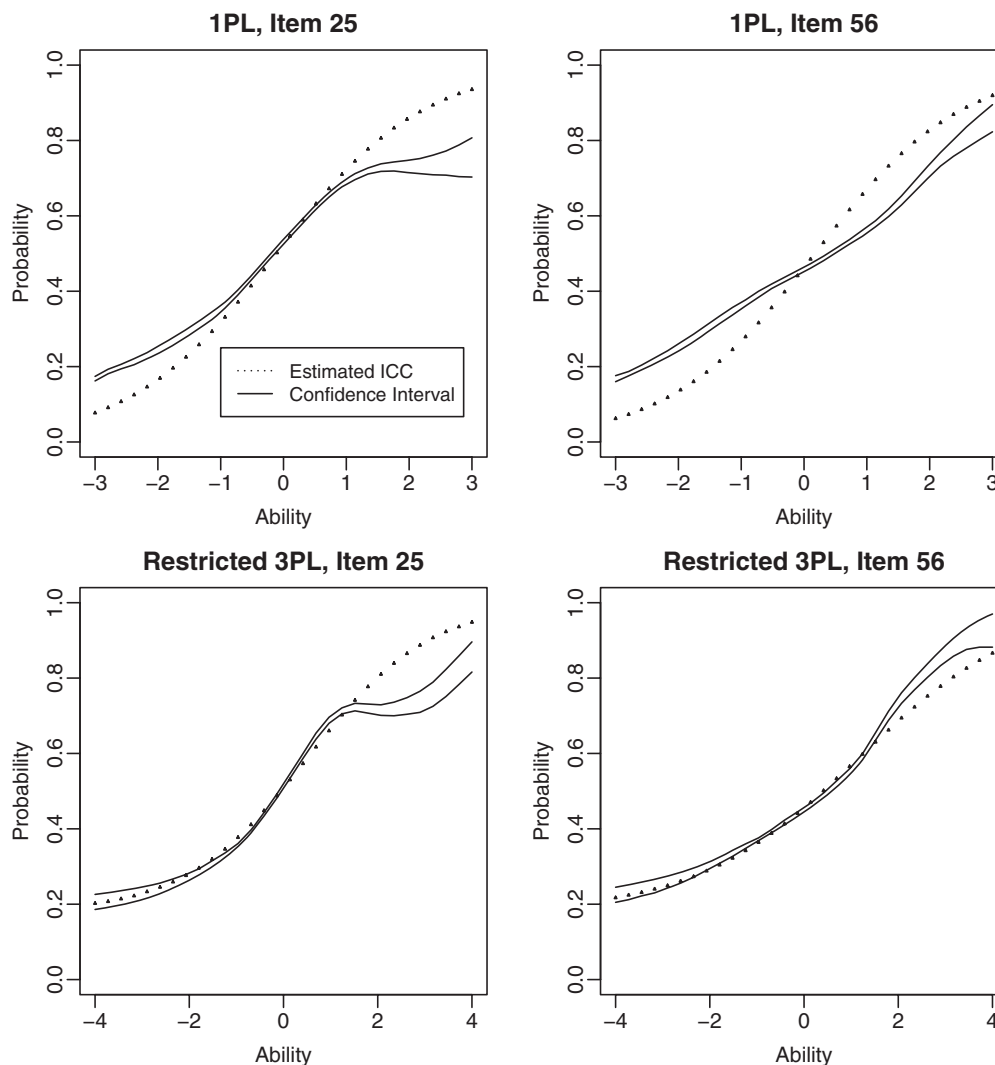 1PL, Item 25
Probability
1.0
0.8
0.6
0.4
0.2
0.0
Estimated ICC
Confidence Interval
−3 −2 −1 0 1 2 3
Ability
1PL, Item 56
Probability
1.0
0.8
0.6
0.4
0.2
0.0
−3 −2 −1 0 1 2 3
Ability
Restricted 3PL, Item 25
Probability
1.0
0.8
0.6
0.4
0.2
0.0
−4 −2 0 2 4
Ability
Restricted 3PL, Item 56
Probability
1.0
0.8
0.6
0.4
0.2
0.0
−4 −2 0 2 4
Ability